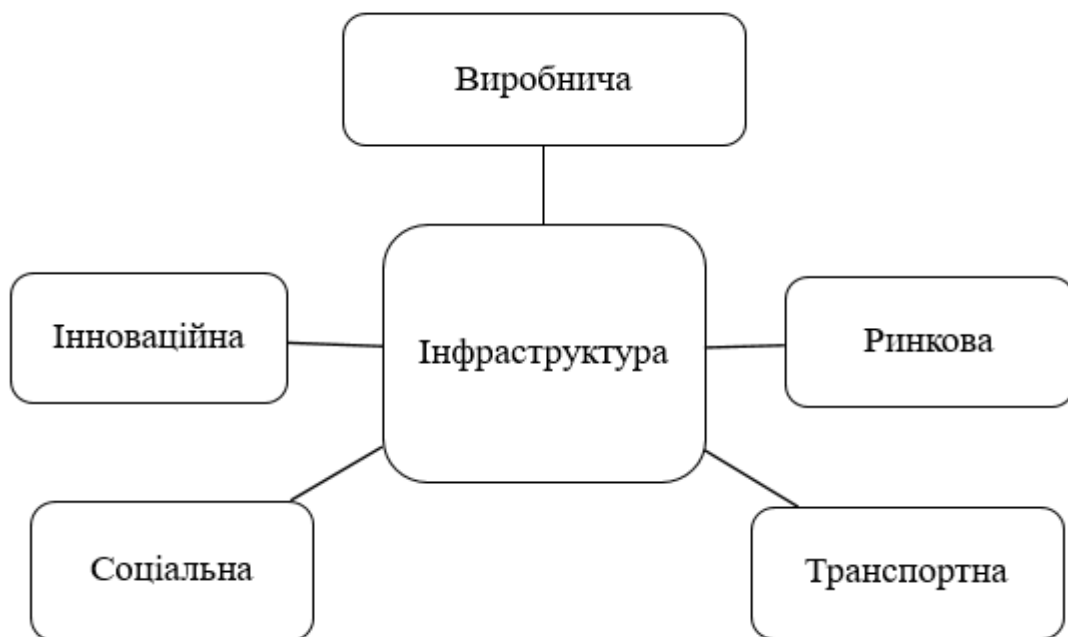 Виробнича
Інноваційна
Інфраструктура
Ринкова
Соціальна
Транспортна